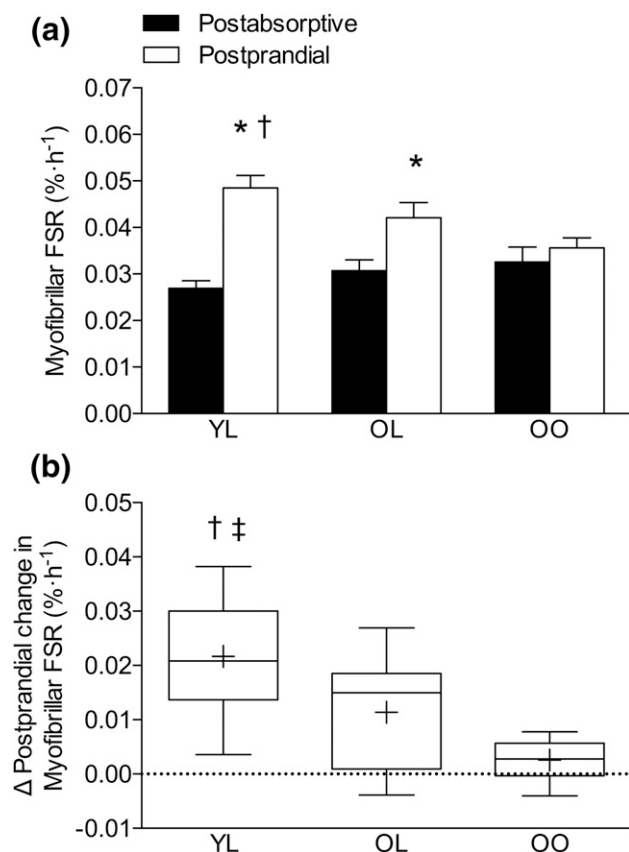 (a)
Postabsorptive
Postprandial
Myofibrillar FSR (%·h⁻¹)
0.07
0.06
0.05
0.04
0.03
0.02
0.01
0.00
* †
*
YL OL OO
(b)
Δ Postprandial change in
Myofibrillar FSR (%·h⁻¹)
0.05
0.04
0.03
0.02
0.01
0.00
-0.01
† ‡
YL OL OO